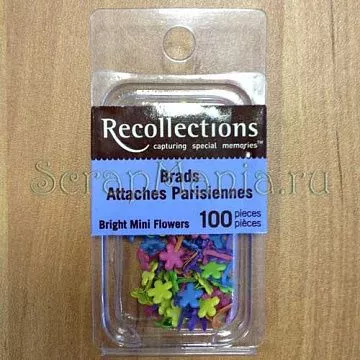 Recollections
capturing special memories™
ScrapMania.ru
Brads
Attaches Parisiennes
Bright Mini Flowers 100 pieces
pièces